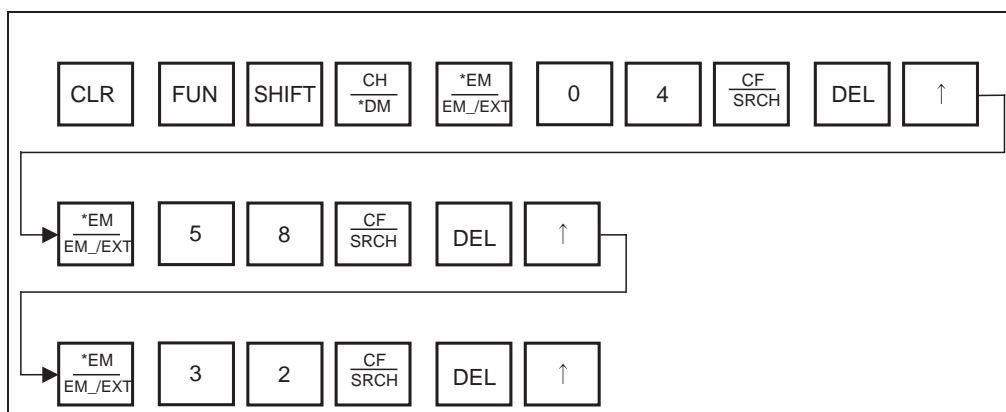 CLR FUN SHIFT CH *EM 0 4 CF DEL ↑
*DM EM_/EXT SRCH
*EM 5 8 CF DEL ↑
EM_/EXT SRCH
*EM 3 2 CF DEL ↑
EM_/EXT SRCH